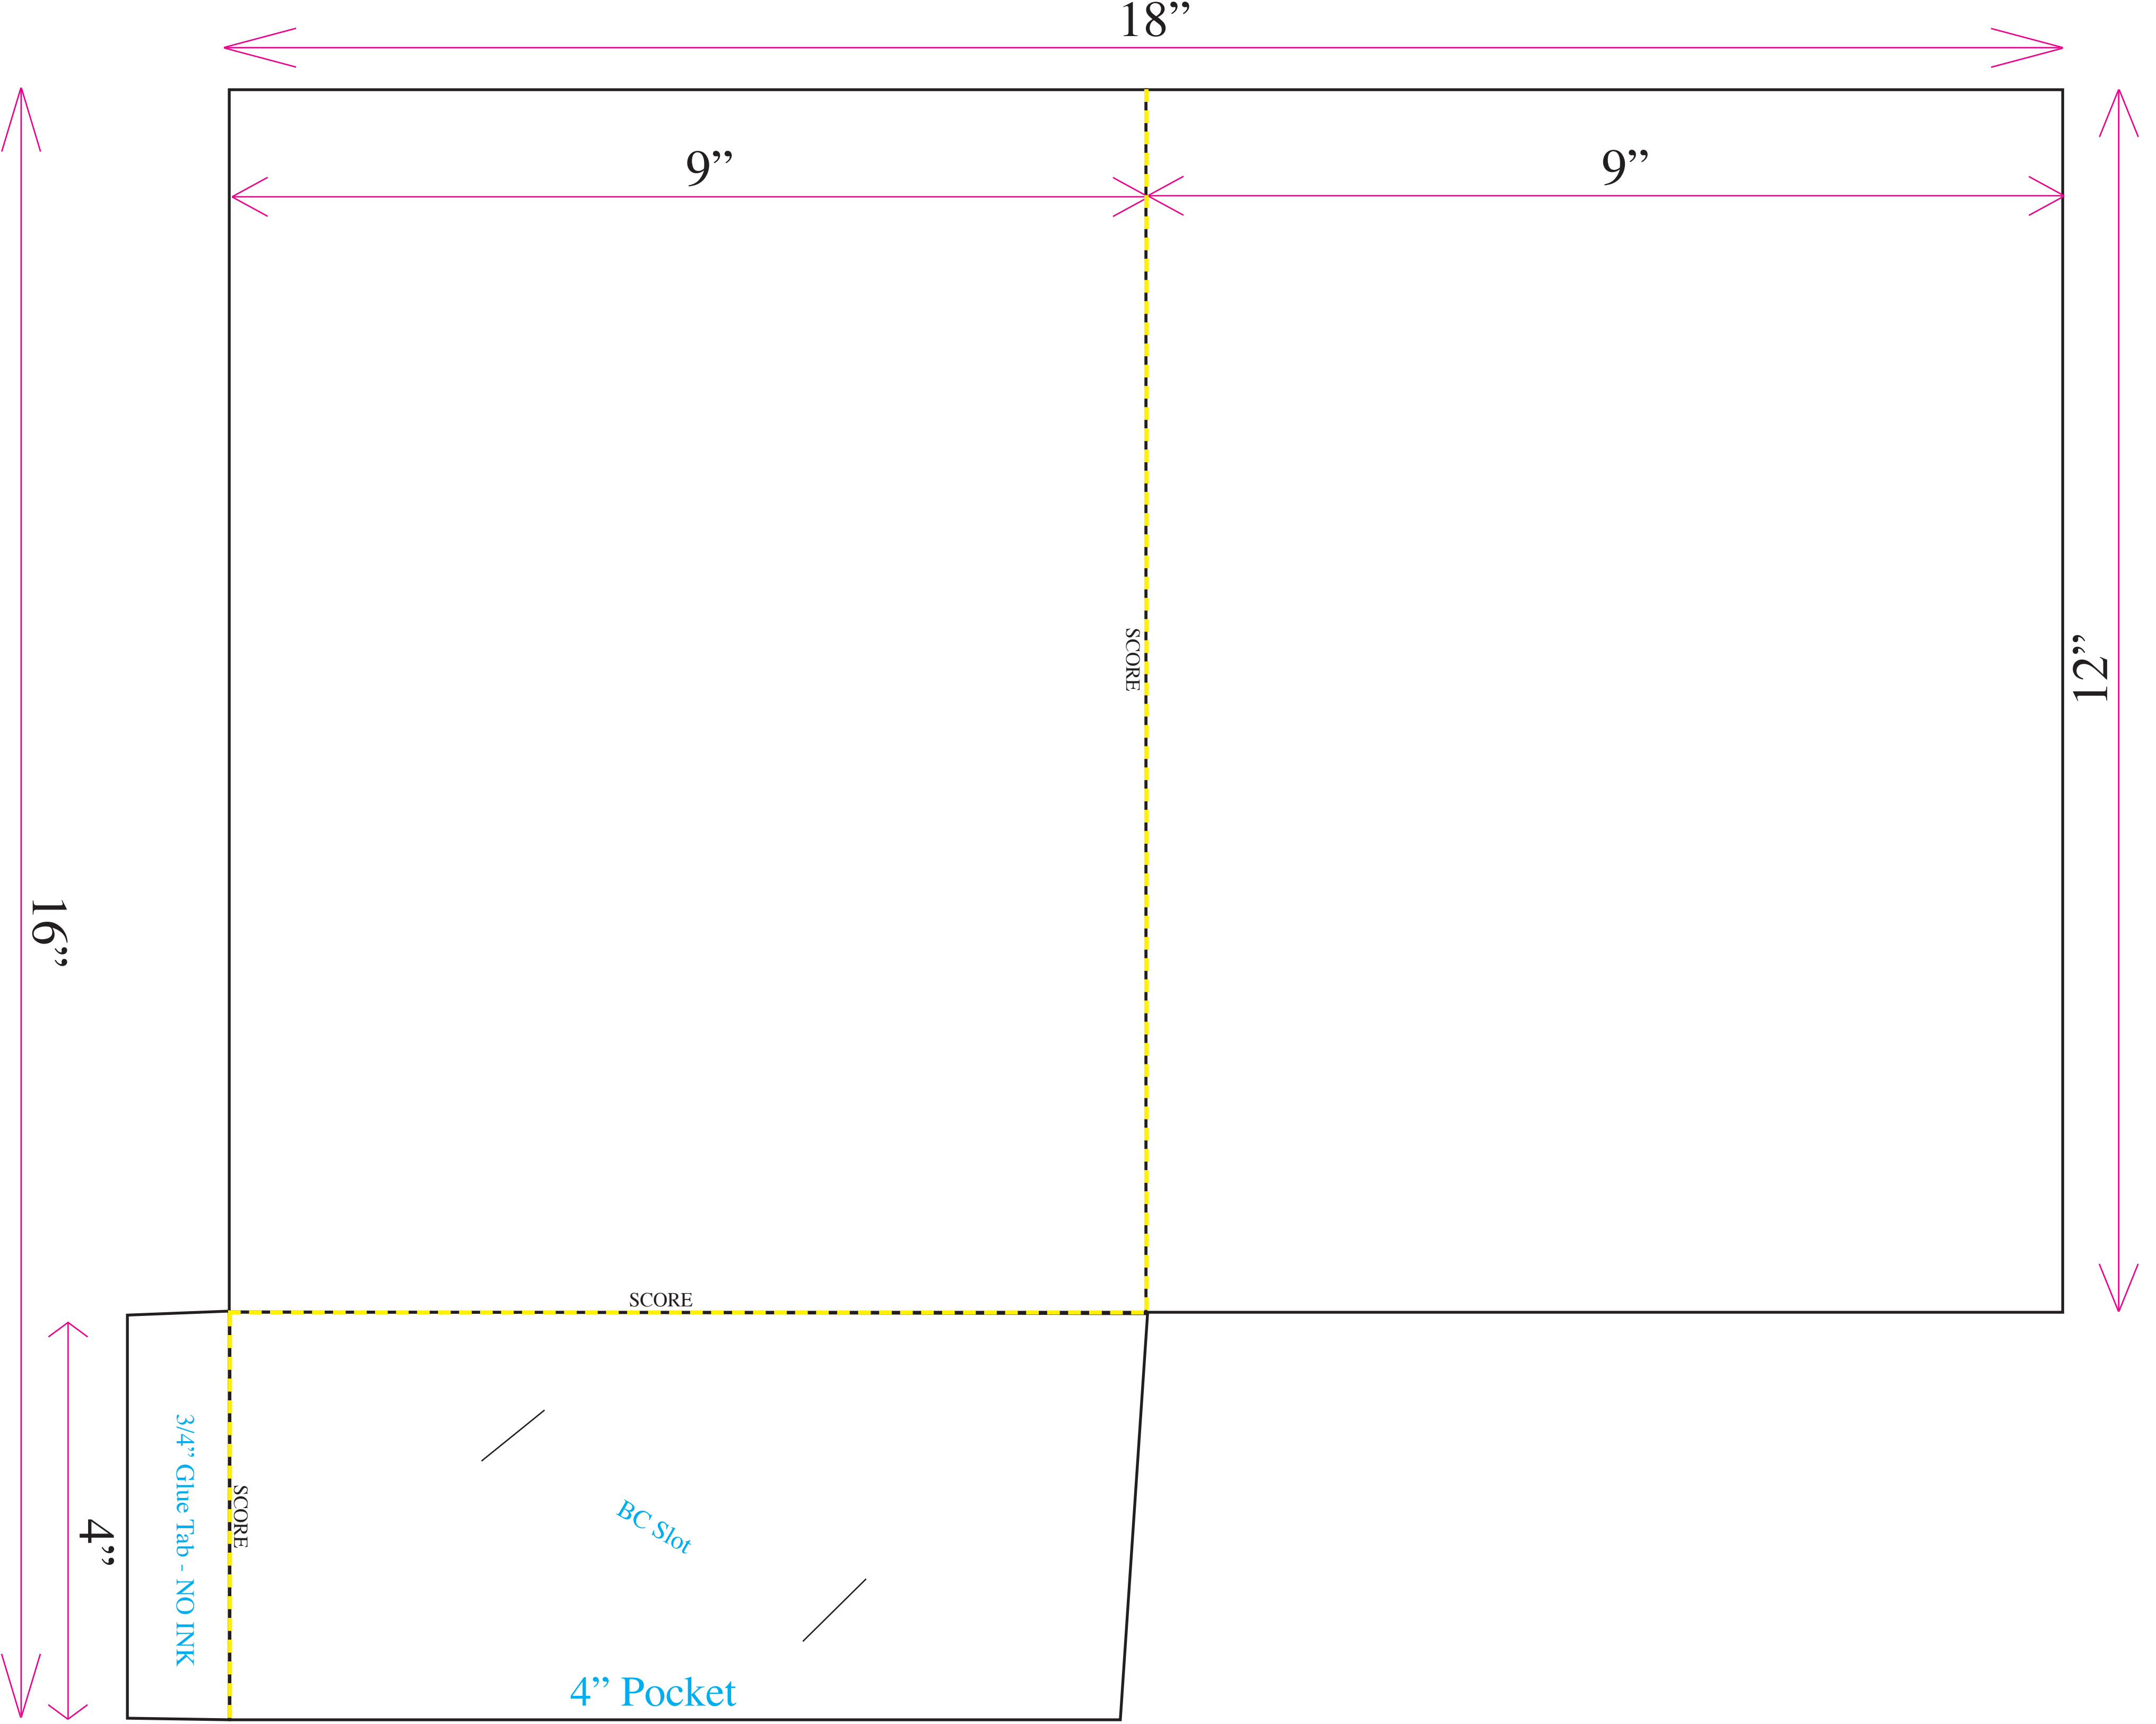 18”
9”
9”
SCORE
12”
16”
SCORE
4”
3/4” Glue Tab - NO INK
SCORE
BC Slot
4” Pocket